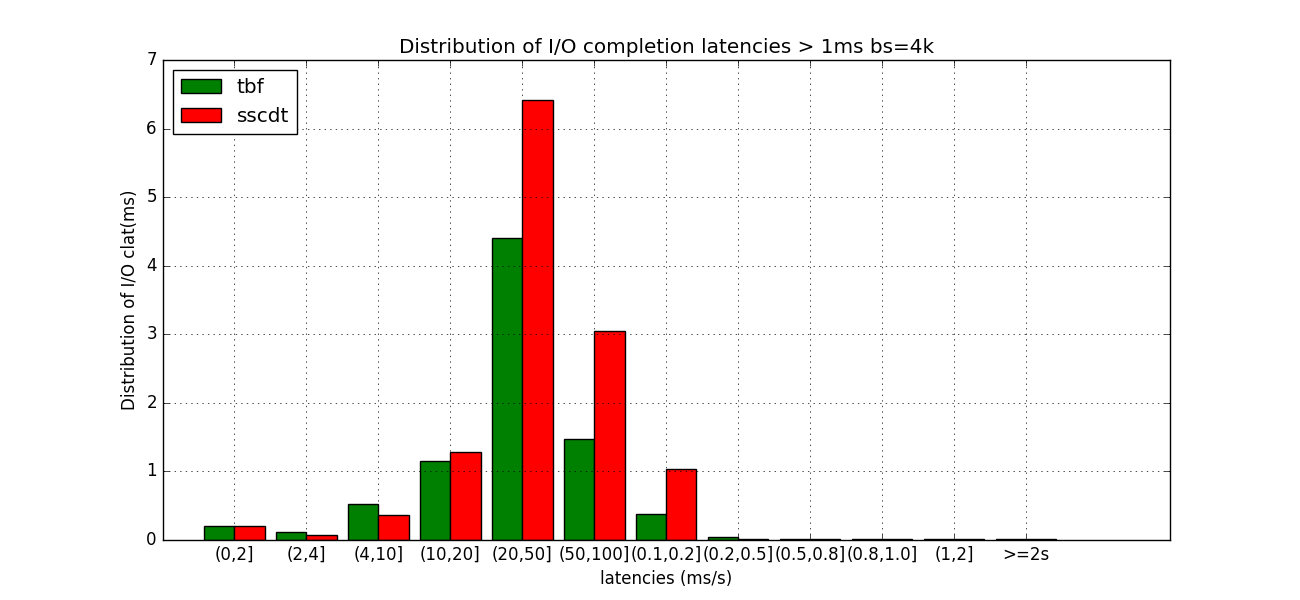 Distribution of I/O completion latencies > 1ms bs=4k
tbf
sscdt
Distribution of I/O clat(ms)
7
6
5
4
3
2
1
0
(0,2] (2,4] (4,10] (10,20] (20,50] (50,100] (0.1,0.2] (0.2,0.5] (0.5,0.8] (0.8,1.0] (1,2] >=2s
latencies (ms/s)